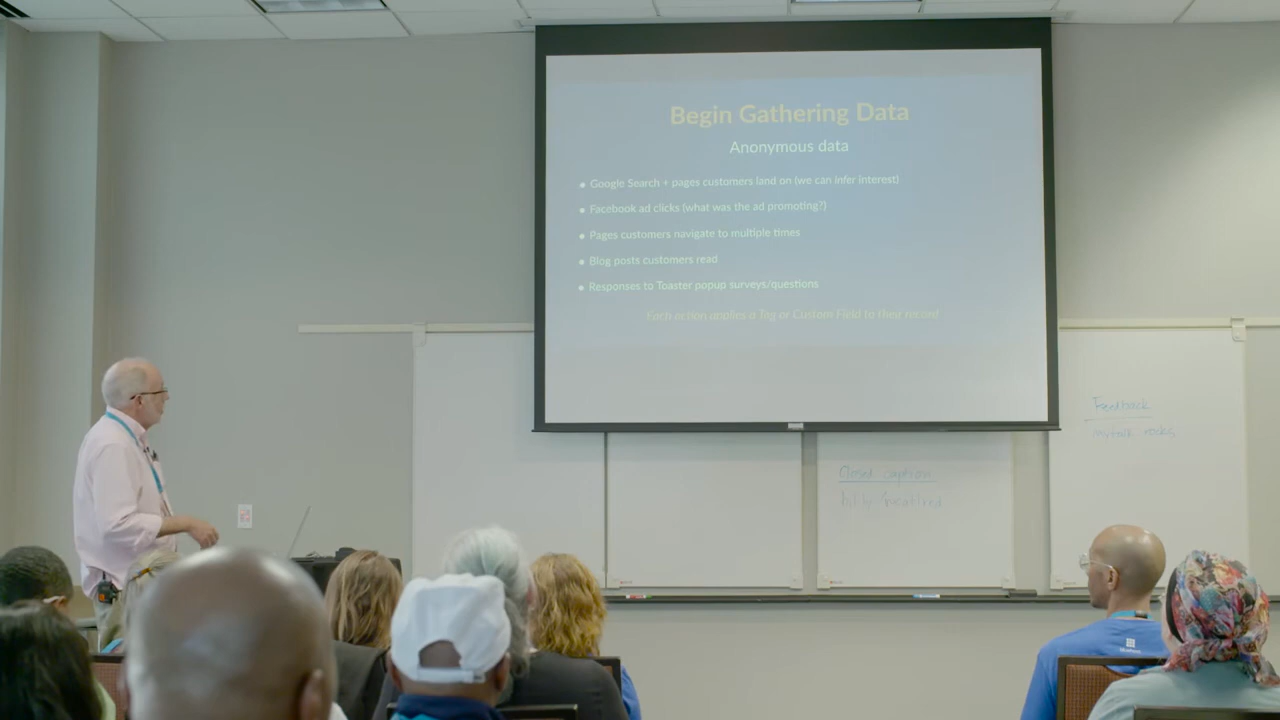 Begin Gathering Data
Anonymous data
Google Search + pages customers land on (we can infer interest)
Facebook ad clicks (what was the ad promoting?)
Pages customers navigate to multiple times
Blog posts customers read
Responses to Toaster popup surveys/questions
Each action applies a Tag or Custom Field to their record
Feedback
Closed caption